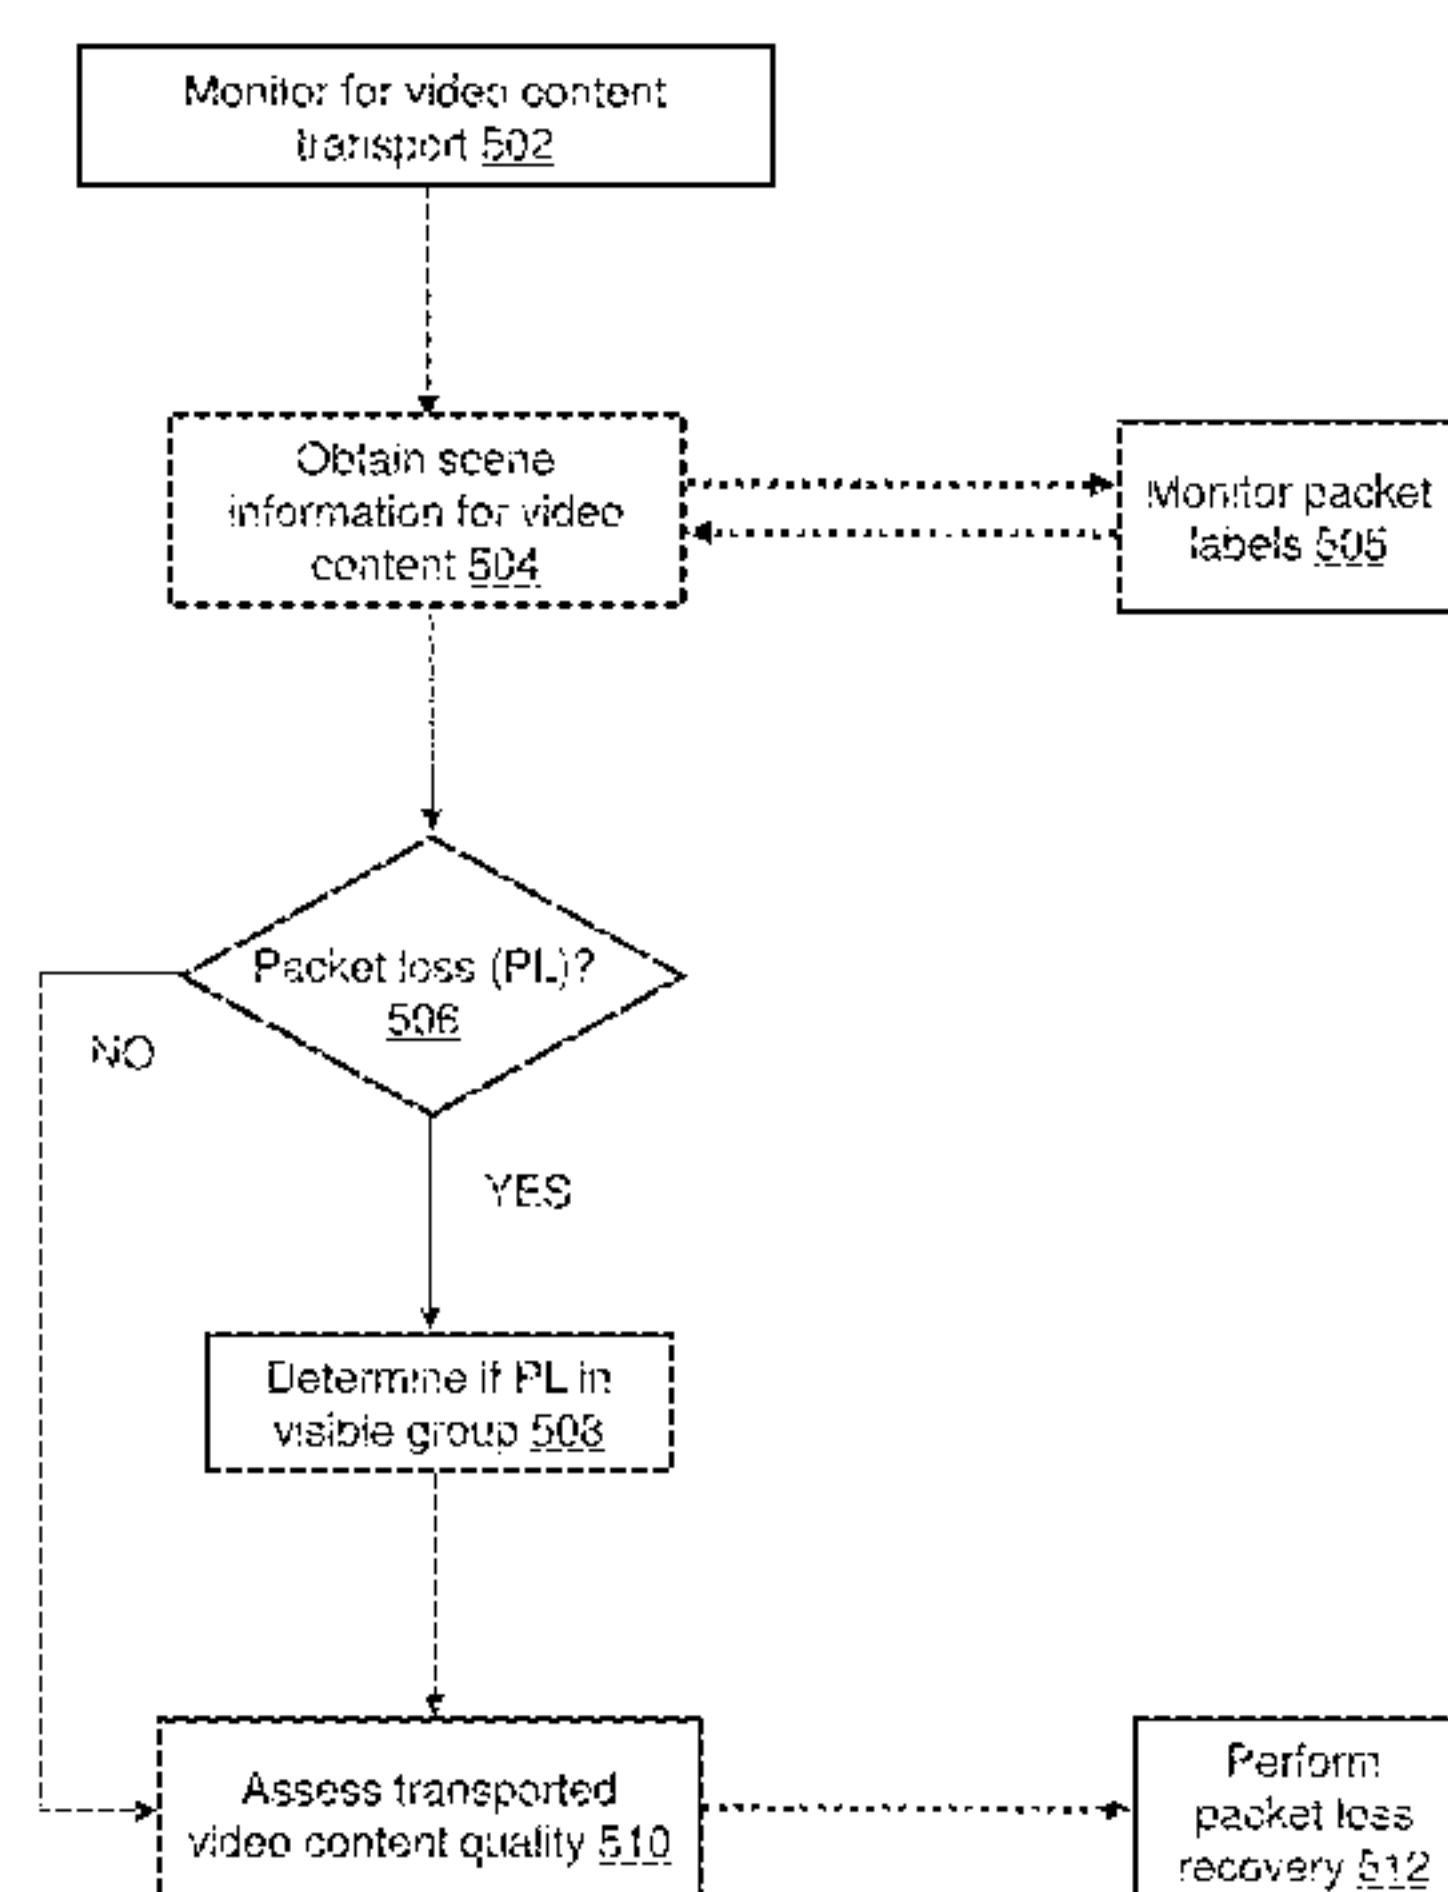 Monitor for video content
transport 502
Obtain scene
information for video
content 504
Monitor packet
labels 505
Packet loss (PL)?
506
NO
YES
Determine if PL in
visible group 508
Assess transported
video content quality 510
Perform
packet loss
recovery 512